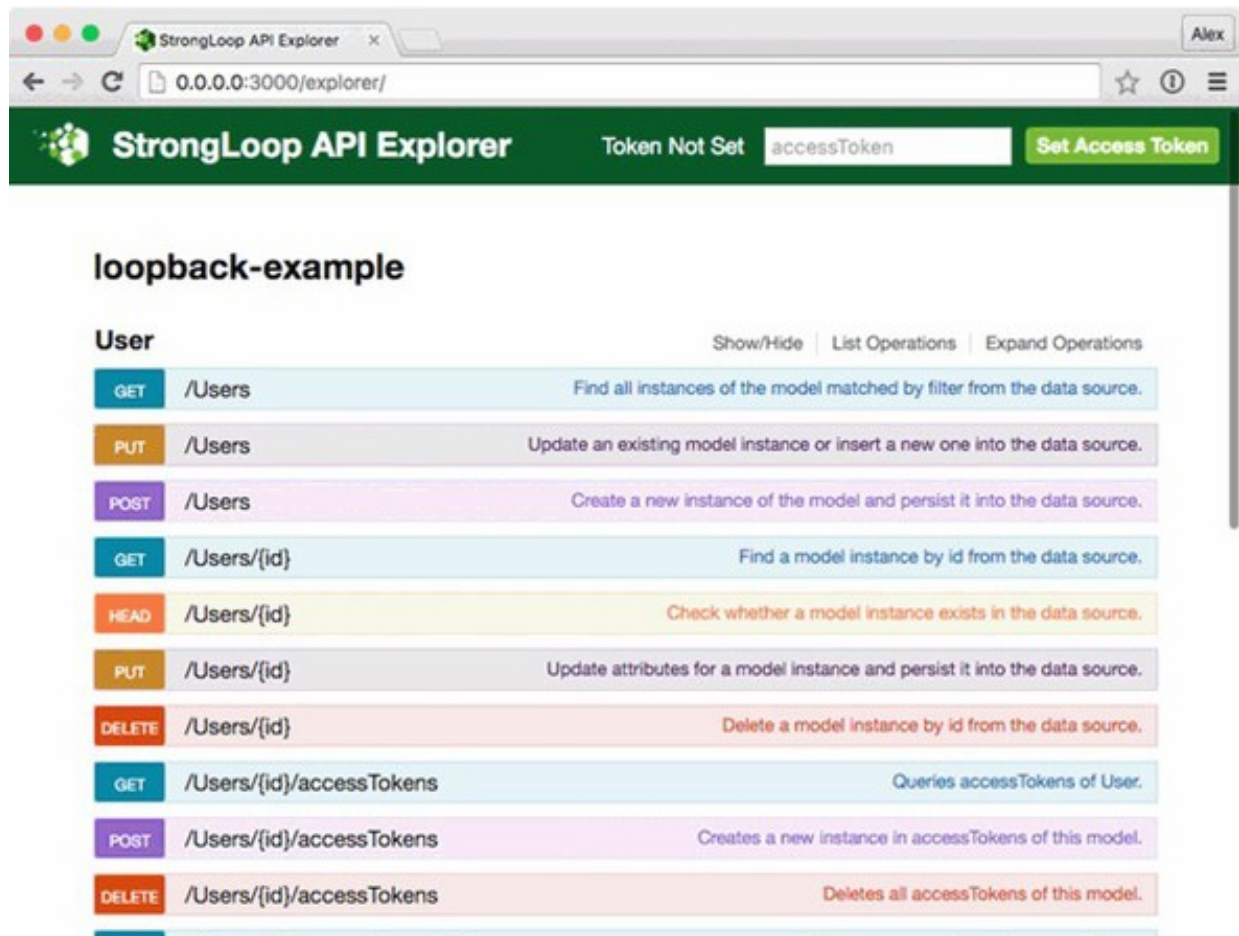 StrongLoop API Explorer ×
Alex
0.0.0.0:3000/explorer/
StrongLoop API Explorer Token Not Set accessToken Set Access Token
loopback-example
User Show/Hide List Operations Expand Operations
GET /Users Find all instances of the model matched by filter from the data source.
PUT /Users Update an existing model instance or insert a new one into the data source.
POST /Users Create a new instance of the model and persist it into the data source.
GET /Users/{id} Find a model instance by id from the data source.
HEAD /Users/{id} Check whether a model instance exists in the data source.
PUT /Users/{id} Update attributes for a model instance and persist it into the data source.
DELETE /Users/{id} Delete a model instance by id from the data source.
GET /Users/{id}/accessTokens Queries accessTokens of User.
POST /Users/{id}/accessTokens Creates a new instance in accessTokens of this model.
DELETE /Users/{id}/accessTokens Deletes all accessTokens of this model.